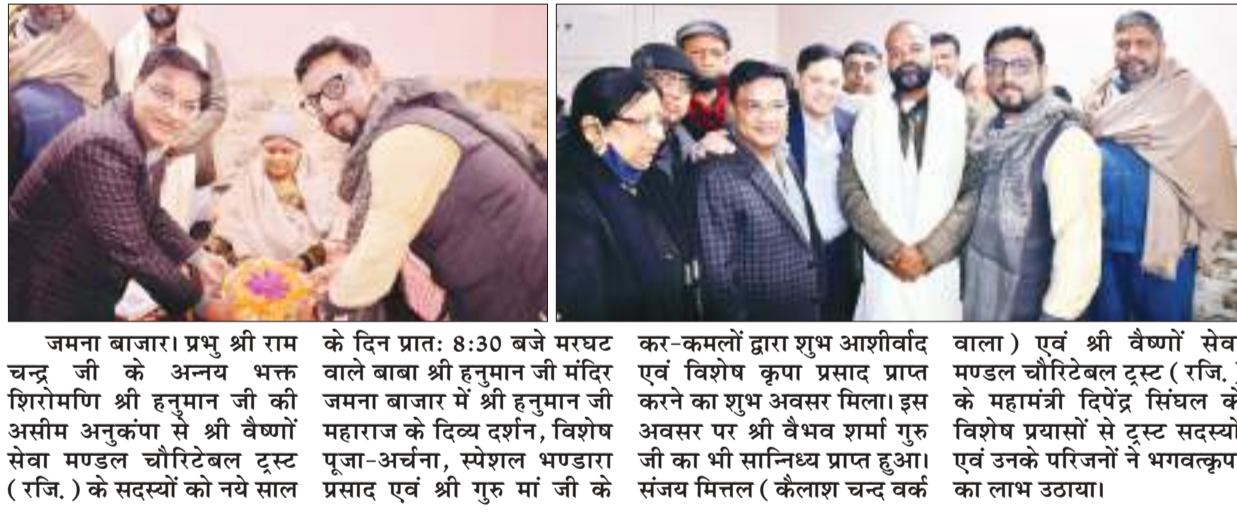 जमना बाजार। प्रभु श्री राम
चन्द्र जी के अन्नय भक्त
शिरोमणि श्री हनुमान जी की
असीम अनुकंपा से श्री वैष्णों
सेवा मण्डल चौरिटेबल ट्रस्ट
( रजि. ) के सदस्यों को नये साल
के दिन प्रात: 8:30 बजे मरघट
वाले बाबा श्री हनुमान जी मंदिर
जमना बाजार में श्री हनुमान जी
महाराज के दिव्य दर्शन, विशेष
पूजा-अर्चना, स्पेशल भण्डारा
प्रसाद एवं श्री गुरु मां जी के
कर-कमलों द्वारा शुभ आशीर्वाद
एवं विशेष कृपा प्रसाद प्राप्त
करने का शुभ अवसर मिला। इस
अवसर पर श्री वैभव शर्मा गुरु
जी का भी सान्निध्य प्राप्त हुआ।
संजय मित्तल ( कैलाश चन्द वर्क
वाला ) एवं श्री वैष्णों सेवा
मण्डल चौरिटेबल ट्रस्ट ( रजि. )
के महामंत्री दिपेंद्र सिंघल के
विशेष प्रयासों से ट्रस्ट सदस्यों
एवं उनके परिजनों ने भगवत्कृपा
का लाभ उठाया।